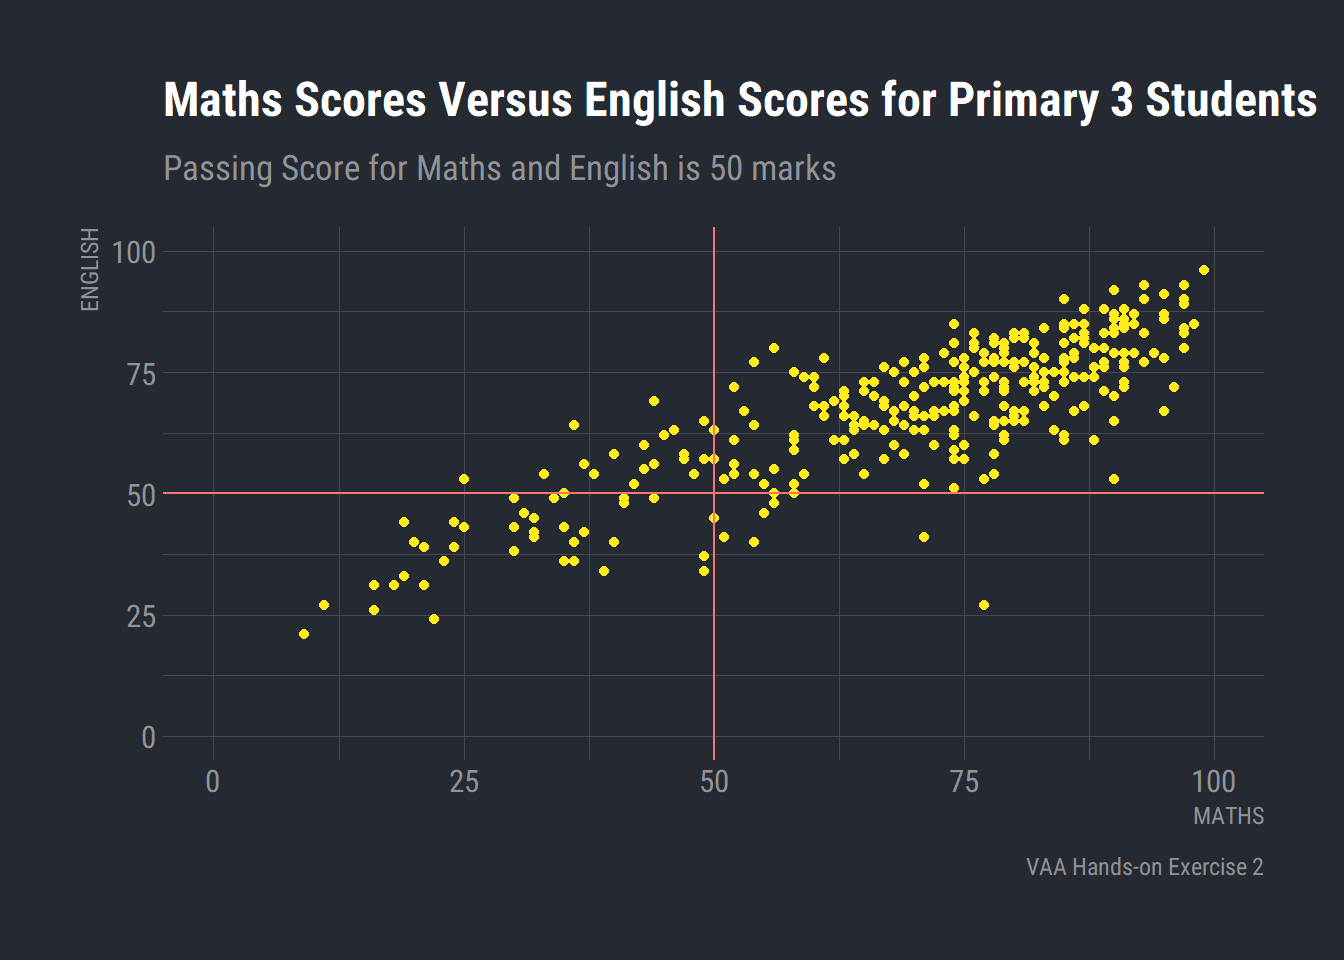 Maths Scores Versus English Scores for Primary 3 Students
Passing Score for Maths and English is 50 marks
ENGLISH
100
75
50
25
0
0 25 50 75 100
MATHS
VAA Hands-on Exercise 2